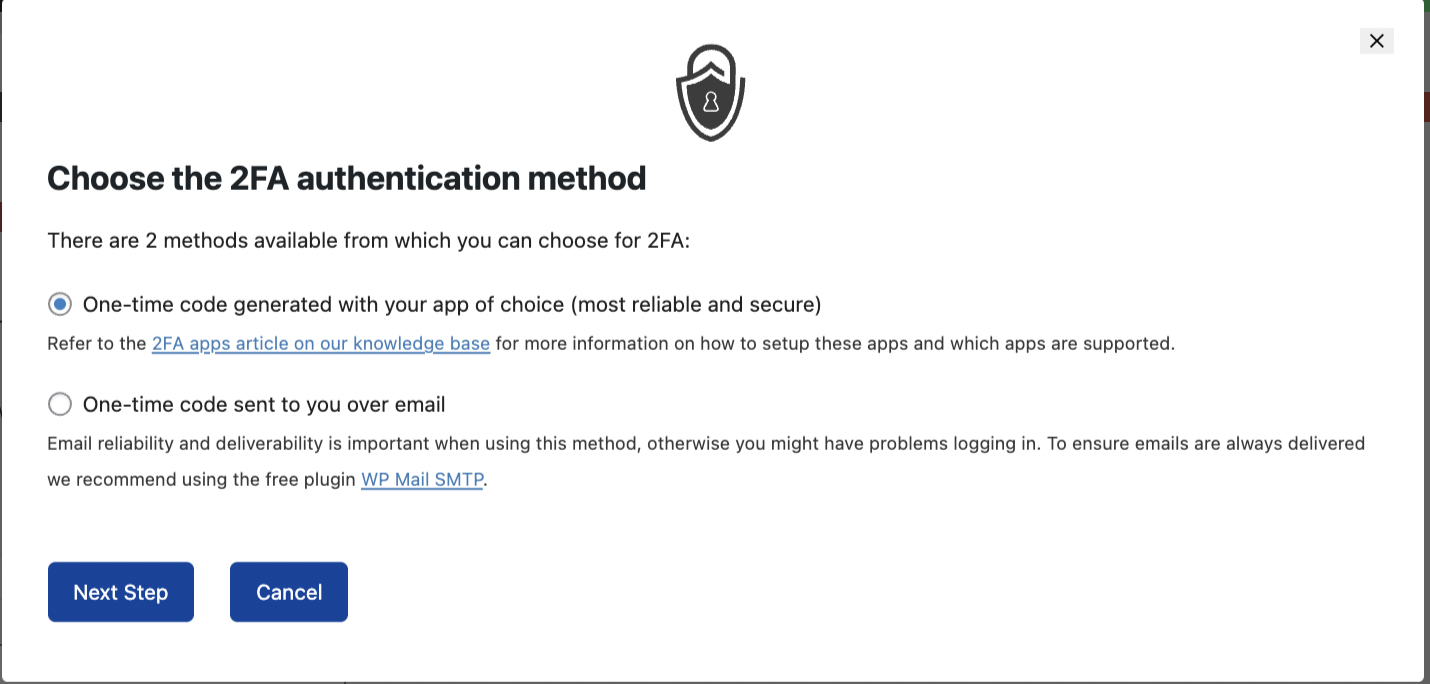 Choose the 2FA authentication method
There are 2 methods available from which you can choose for 2FA:
One-time code generated with your app of choice (most reliable and secure)
Refer to the 2FA apps article on our knowledge base for more information on how to setup these apps and which apps are supported.
One-time code sent to you over email
Email reliability and deliverability is important when using this method, otherwise you might have problems logging in. To ensure emails are always delivered
we recommend using the free plugin WP Mail SMTP.
Next Step
Cancel